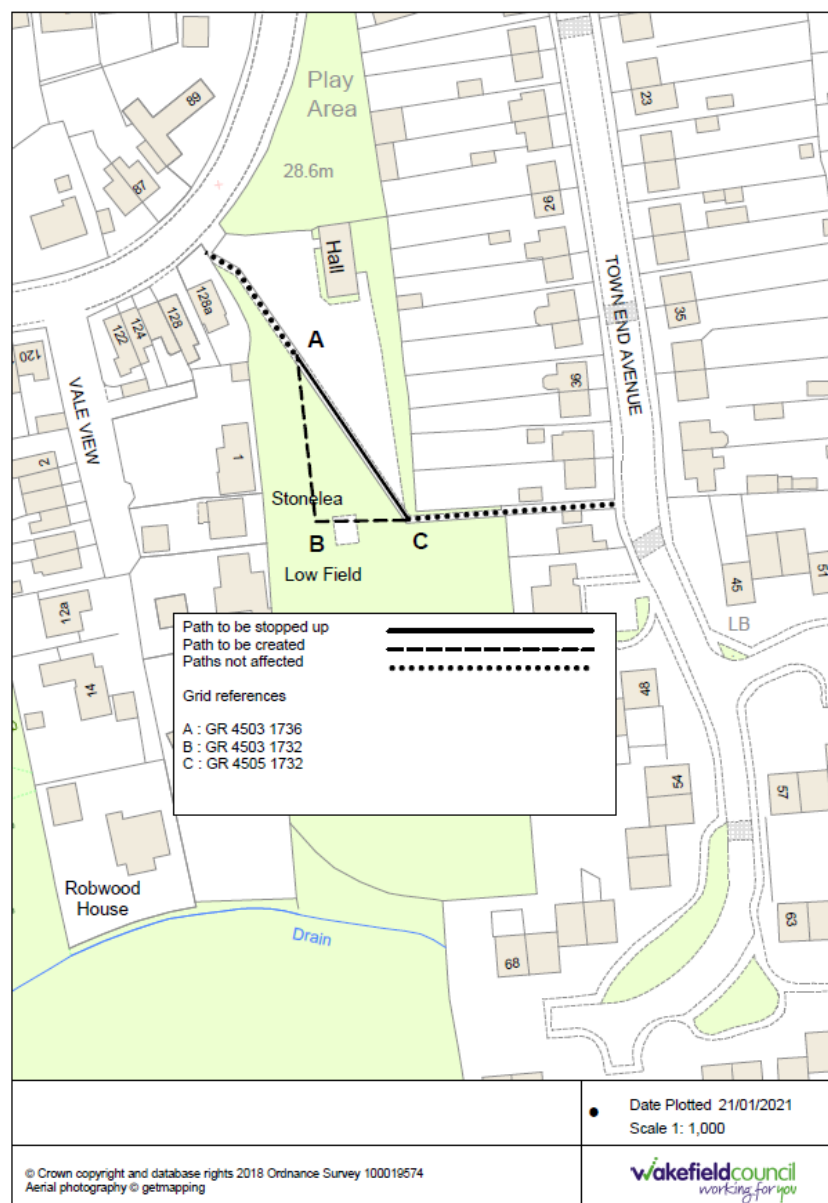 Play
Area
89
23
28.6m
87
26
Hall
TOWN END AVENUE
128a
A
35
128
124
122
120
36
VALE VIEW
1
2
Stonelea
B
C
Low Field
51
45
12a
LB
Path to be stopped up
Path to be created
Paths not affected
Grid references
A : GR 4503 1736
B : GR 4503 1732
C : GR 4505 1732
14
48
54
57
Robwood
House
63
Drain
68
Date Plotted 21/01/2021
Scale 1: 1,000
© Crown copyright and database rights 2018 Ordnance Survey 100019574
Aerial photography © getmapping
wakefieldcouncil
working for you